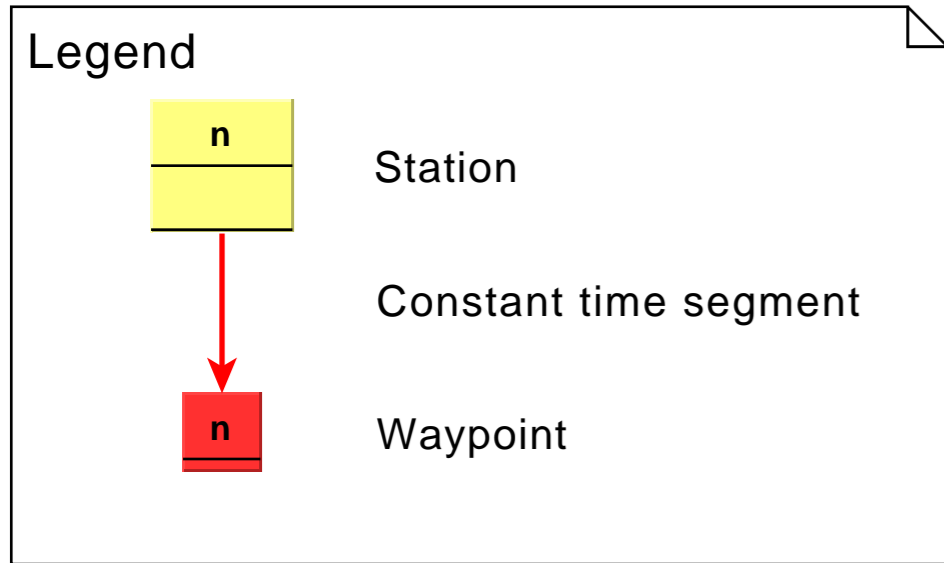 Legend
n
Station
Constant time segment
n
Waypoint